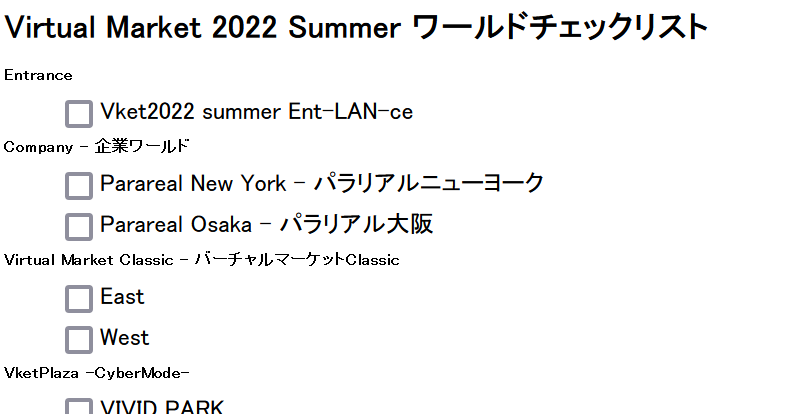 Virtual Market 2022 Summer ワールドチェックリスト
Entrance
Vket2022 summer Ent-LAN-ce
Company - 企業ワールド
Parareal New York - パラリアルニューヨーク
Parareal Osaka - パラリアル大阪
Virtual Market Classic - バーチャルマーケットClassic
East
West
VketPlaza -CyberMode-
VIVID PARK